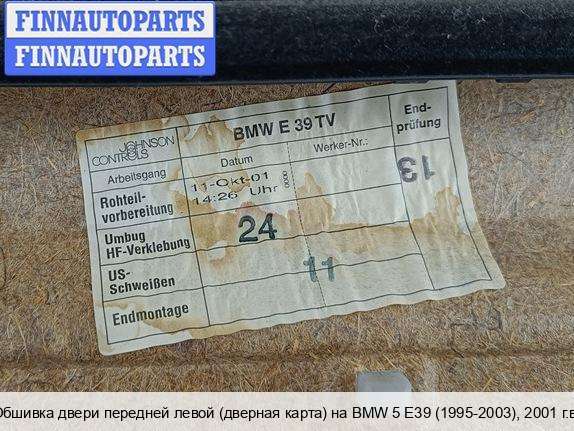 FINNAUTOPARTS
FINNAUTOPARTS
JOHNSON CONTROLS
BMW E 39 TV
End-
prüfung
Arbeitsgang
Datum
Werker-Nr.:
Rohteil-
vorbereitung
11-Okt-01
14:26 Uhr
0000
13
Umbug
HF-Verklebung
24
US-
Schweißen
11
Endmontage
Обшивка двери передней левой (дверная карта) на BMW 5 E39 (1995-2003), 2001 г.в